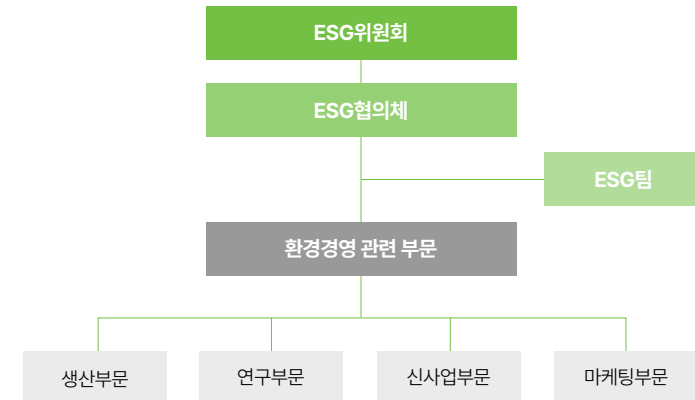 ESG위원회
ESG협의체
ESG팀
환경경영 관련 부문
생산부문
연구부문
신사업부문
마케팅부문